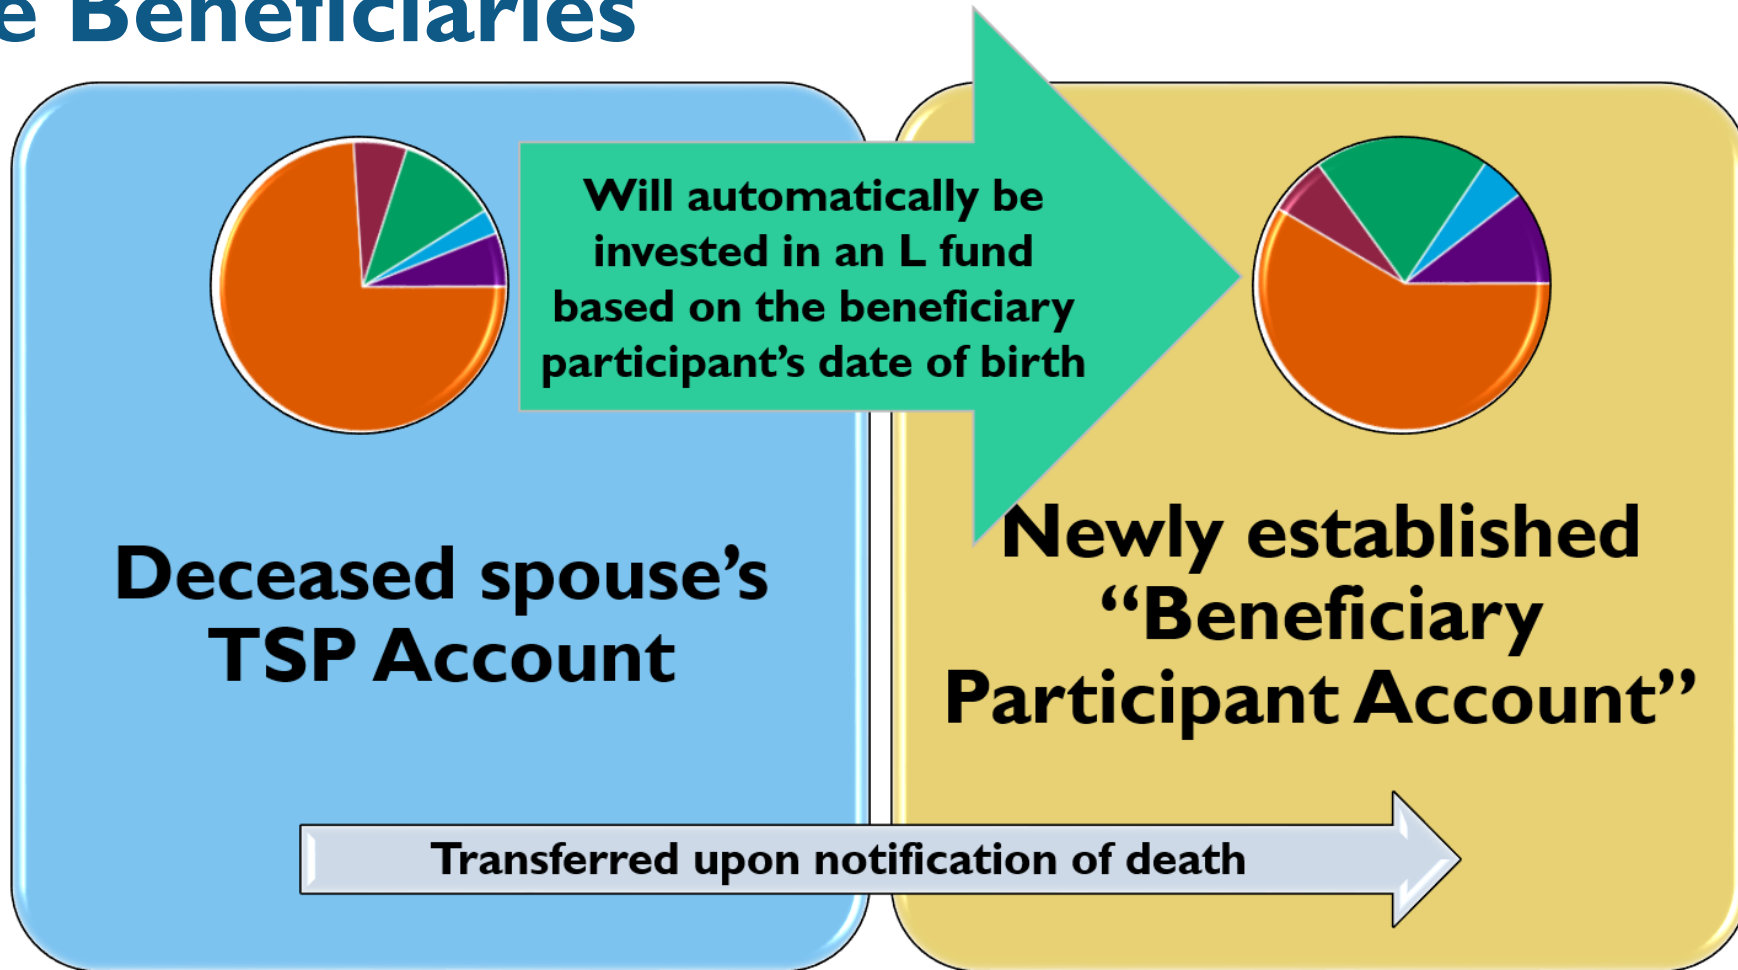 e Beneficiaries
Will automatically be
invested in an L fund
based on the beneficiary
participant’s date of birth
Deceased spouse’s
TSP Account
Newly established
“Beneficiary
Participant Account”
Transferred upon notification of death